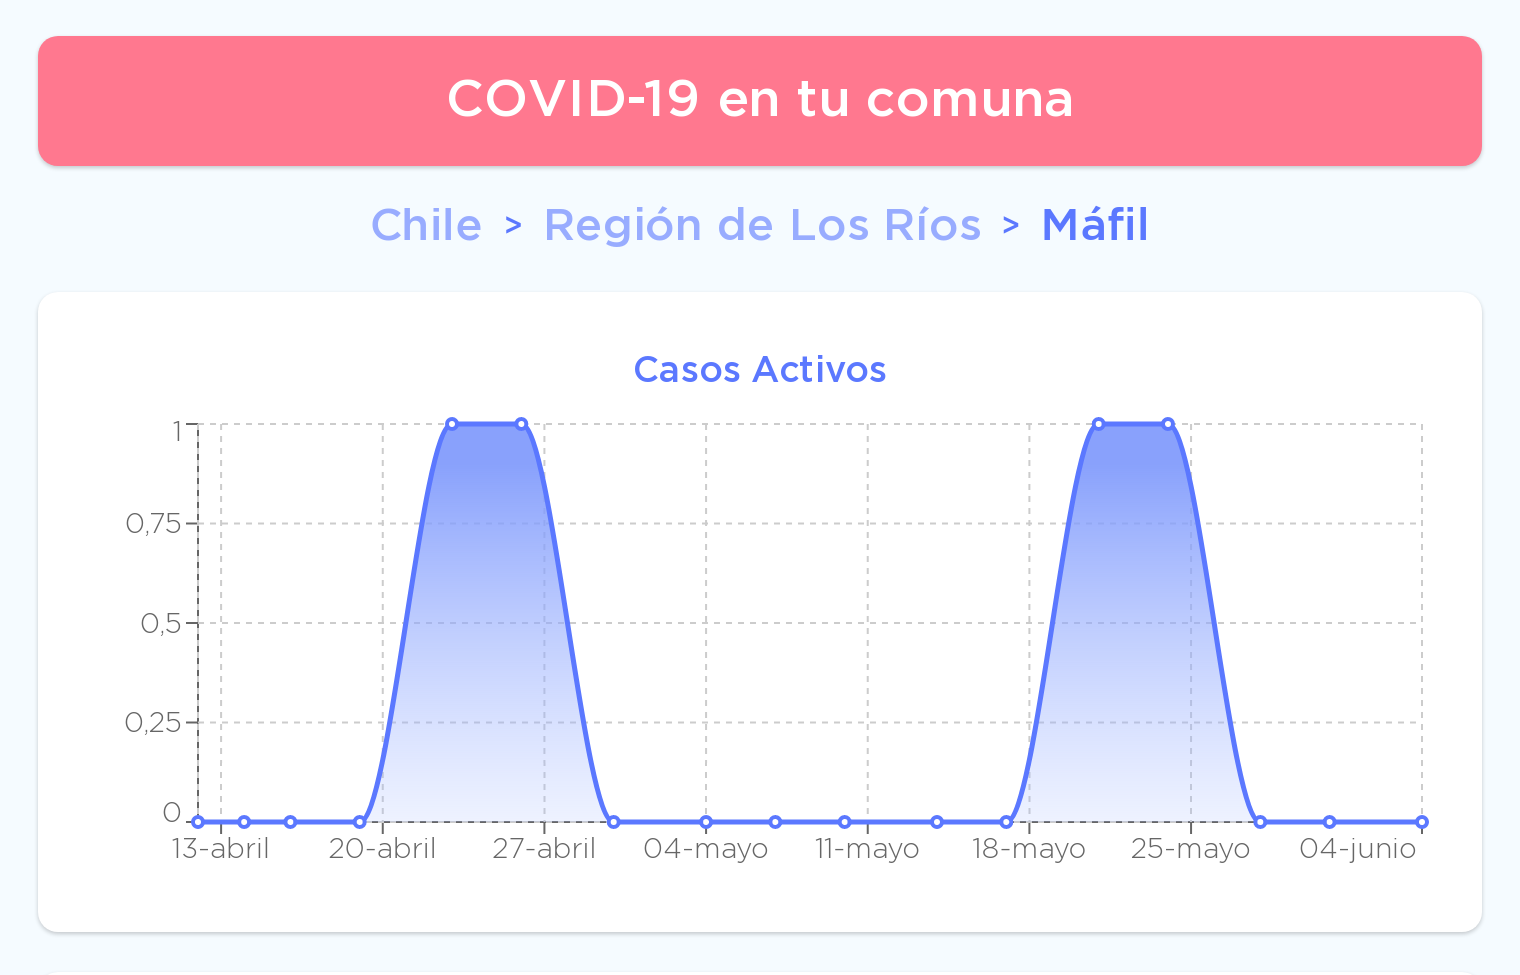 COVID-19 en tu comuna
Chile > Región de Los Ríos > Máfil
Casos Activos
1
0,75
0,5
0,25
0
13-abril 20-abril 27-abril 04-mayo 11-mayo 18-mayo 25-mayo 04-junio